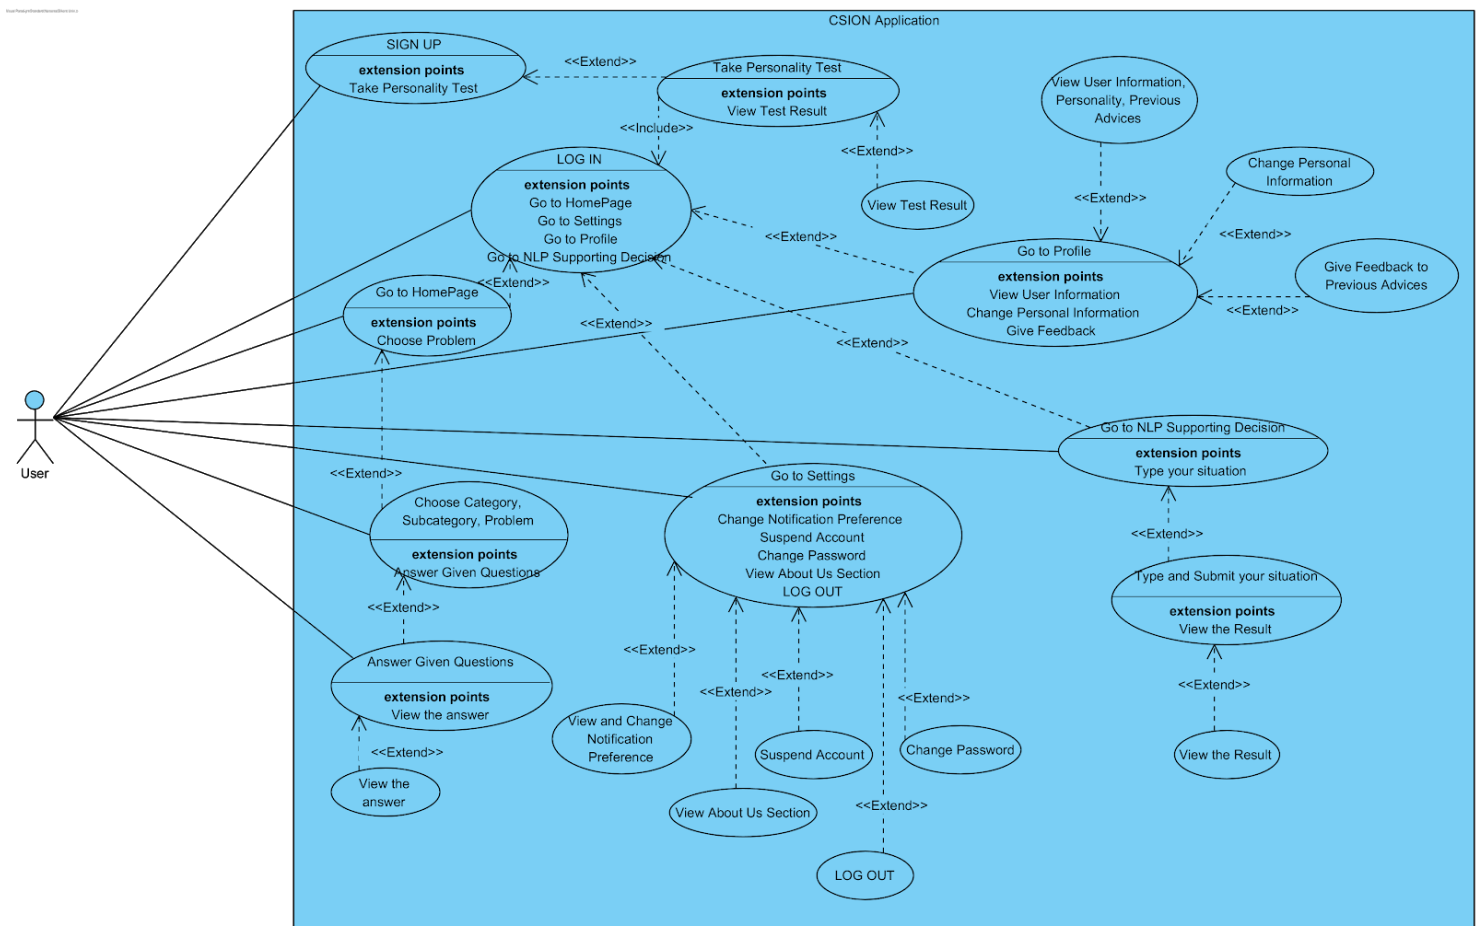 CSION Application
SIGN UP
extension points
Take Personality Test
<<Extend>>
Take Personality Test
extension points
View Test Result
<<Include>>
<<Extend>>
View Test Result
View User Information,
Personality, Previous
Advices
<<Extend>>
Change Personal
Information
<<Extend>>
LOG IN
extension points
Go to HomePage
Go to Settings
Go to Profile
Go to NLP Supporting Decision
<<Extend>>
Go to Profile
extension points
View User Information
Change Personal Information
Give Feedback
Give Feedback to
Previous Advices
<<Extend>>
<<Extend>>
Go to HomePage
extension points
Choose Problem
<<Extend>>
<<Extend>>
User
<<Extend>>
Go to NLP Supporting Decision
extension points
Type your situation
Choose Category,
Subcategory, Problem
extension points
Answer Given Questions
Go to Settings
extension points
Change Notification Preference
Suspend Account
Change Password
View About Us Section
LOG OUT
<<Extend>>
Type and Submit your situation
extension points
View the Result
<<Extend>>
Answer Given Questions
extension points
View the answer
<<Extend>>
<<Extend>>
<<Extend>>
<<Extend>>
<<Extend>>
View and Change
Notification
Preference
Suspend Account
Change Password
View the Result
<<Extend>>
View the
answer
View About Us Section
<<Extend>>
LOG OUT